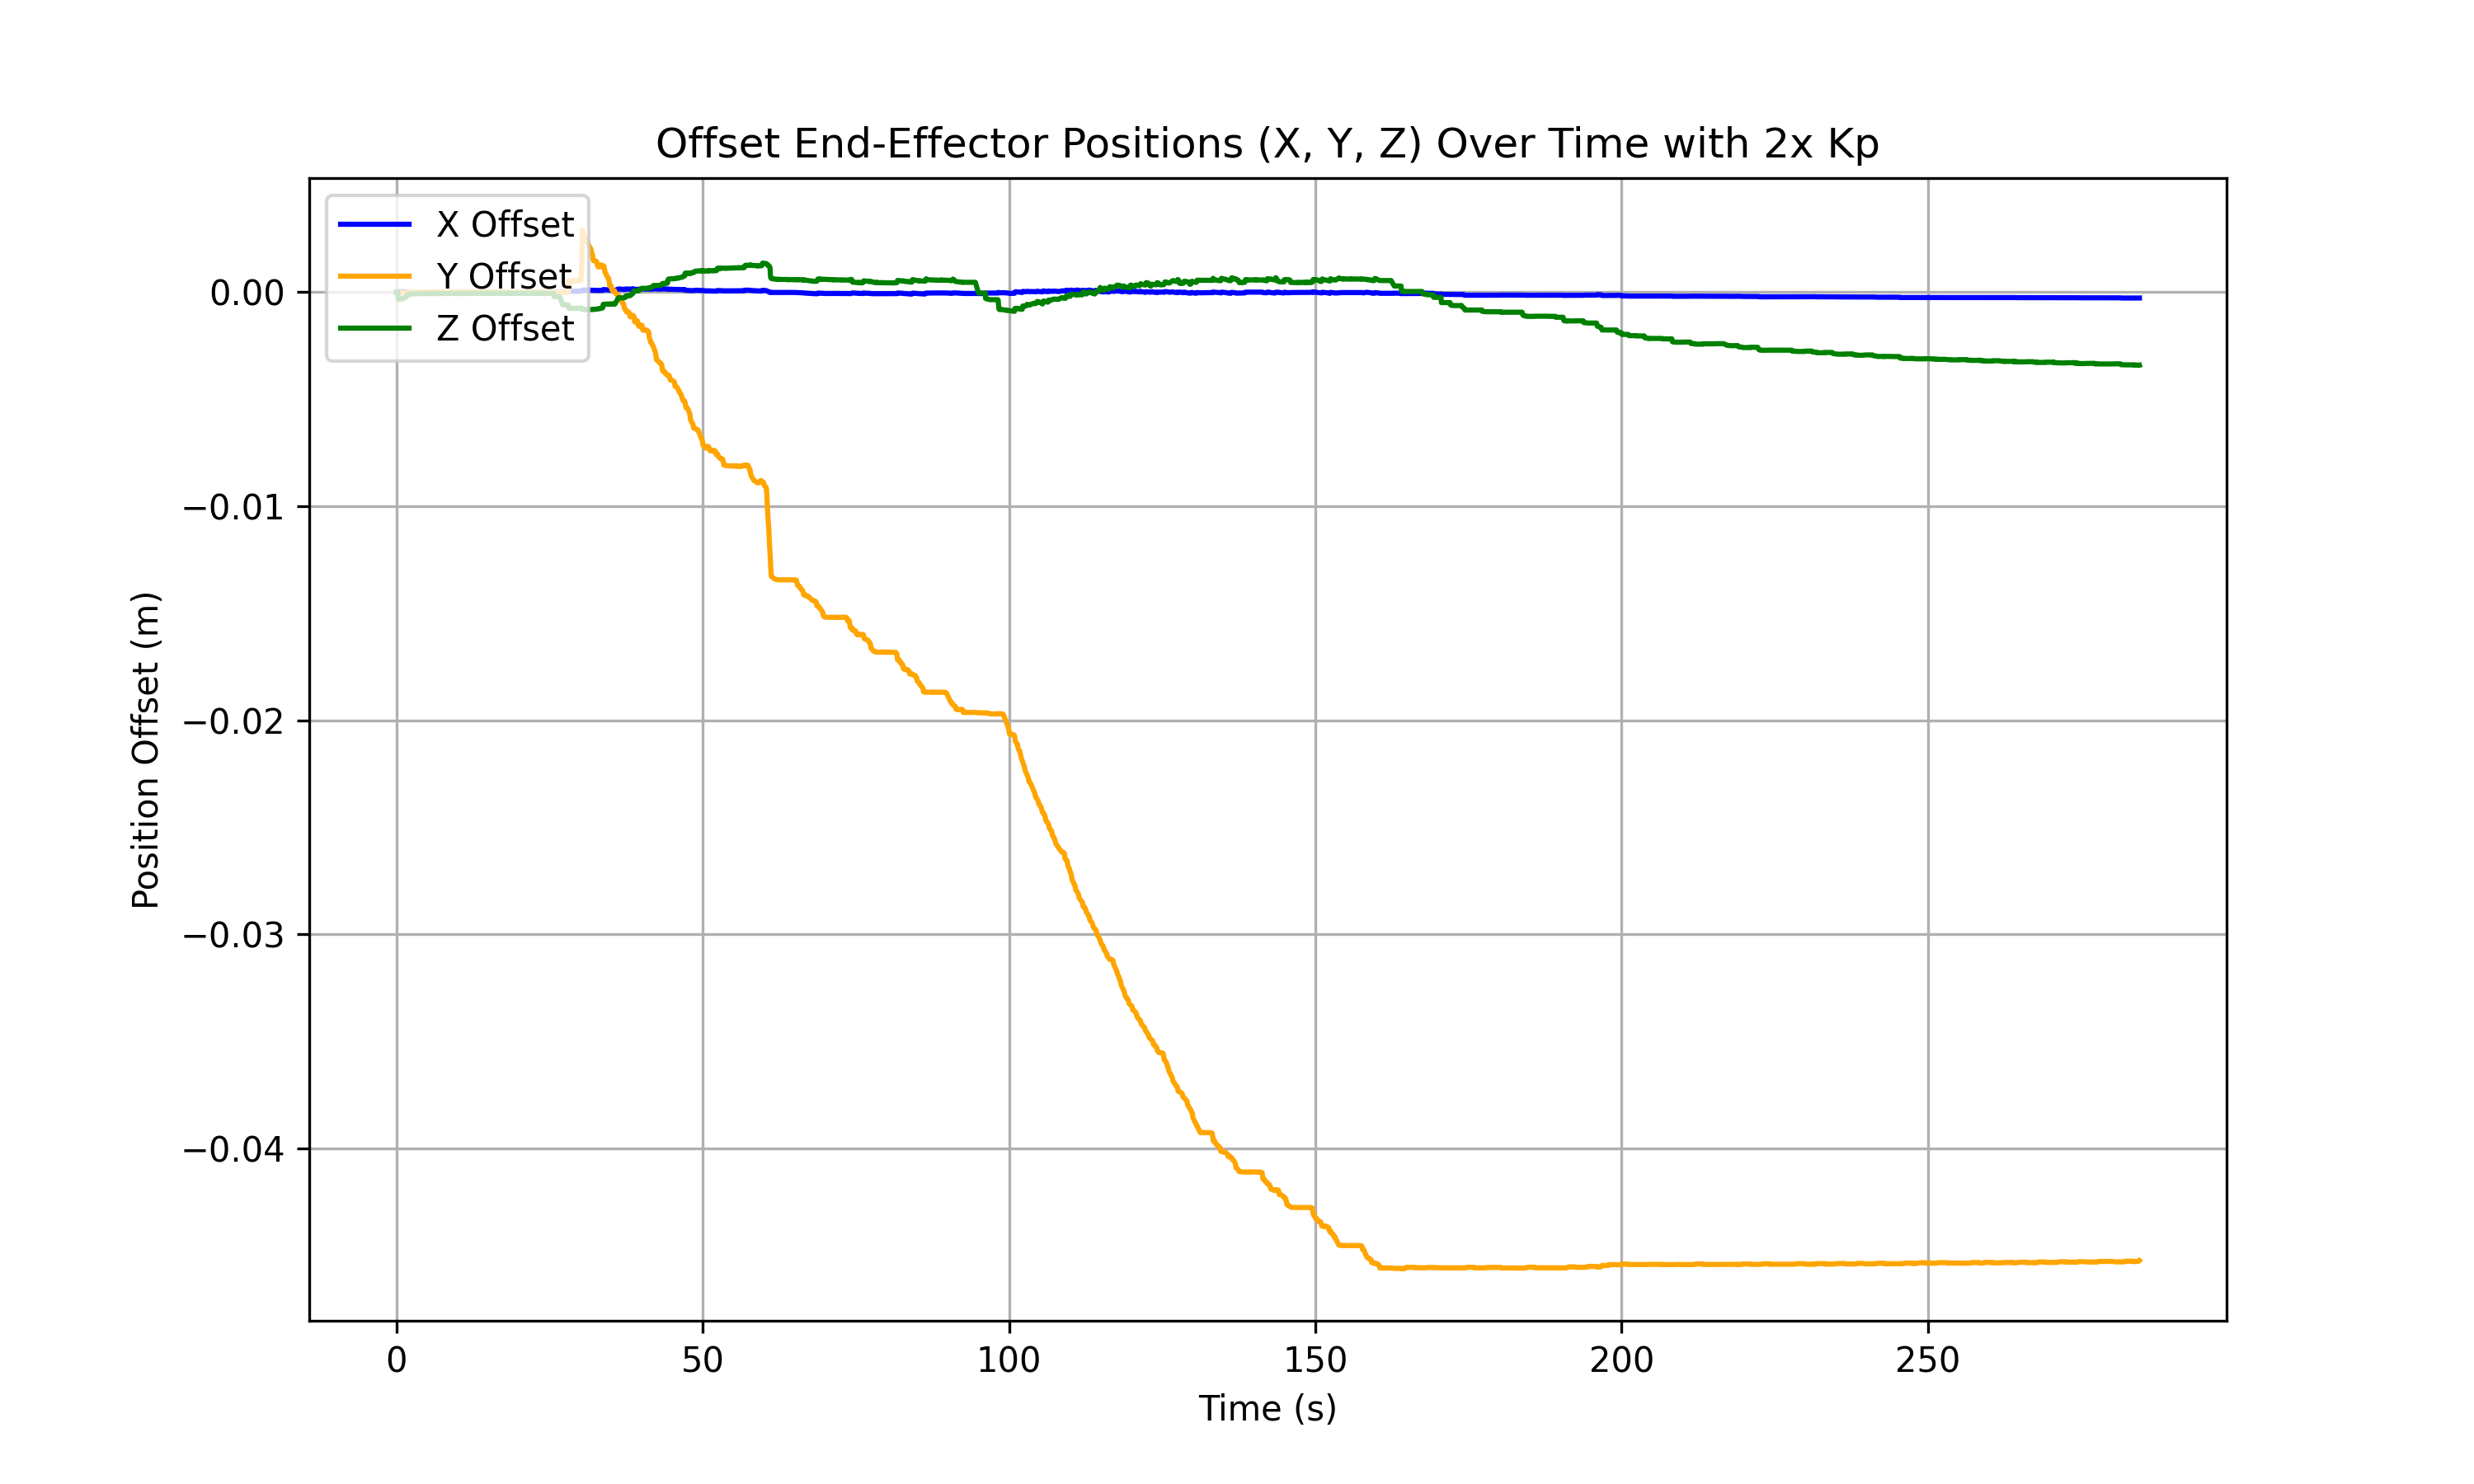 Offset End-Effector Positions (X, Y, Z) Over Time with 2x Kp
X Offset
Y Offset
Z Offset
Position Offset (m)
0.00
−0.01
−0.02
−0.03
−0.04
0 50 100 150 200 250
Time (s)